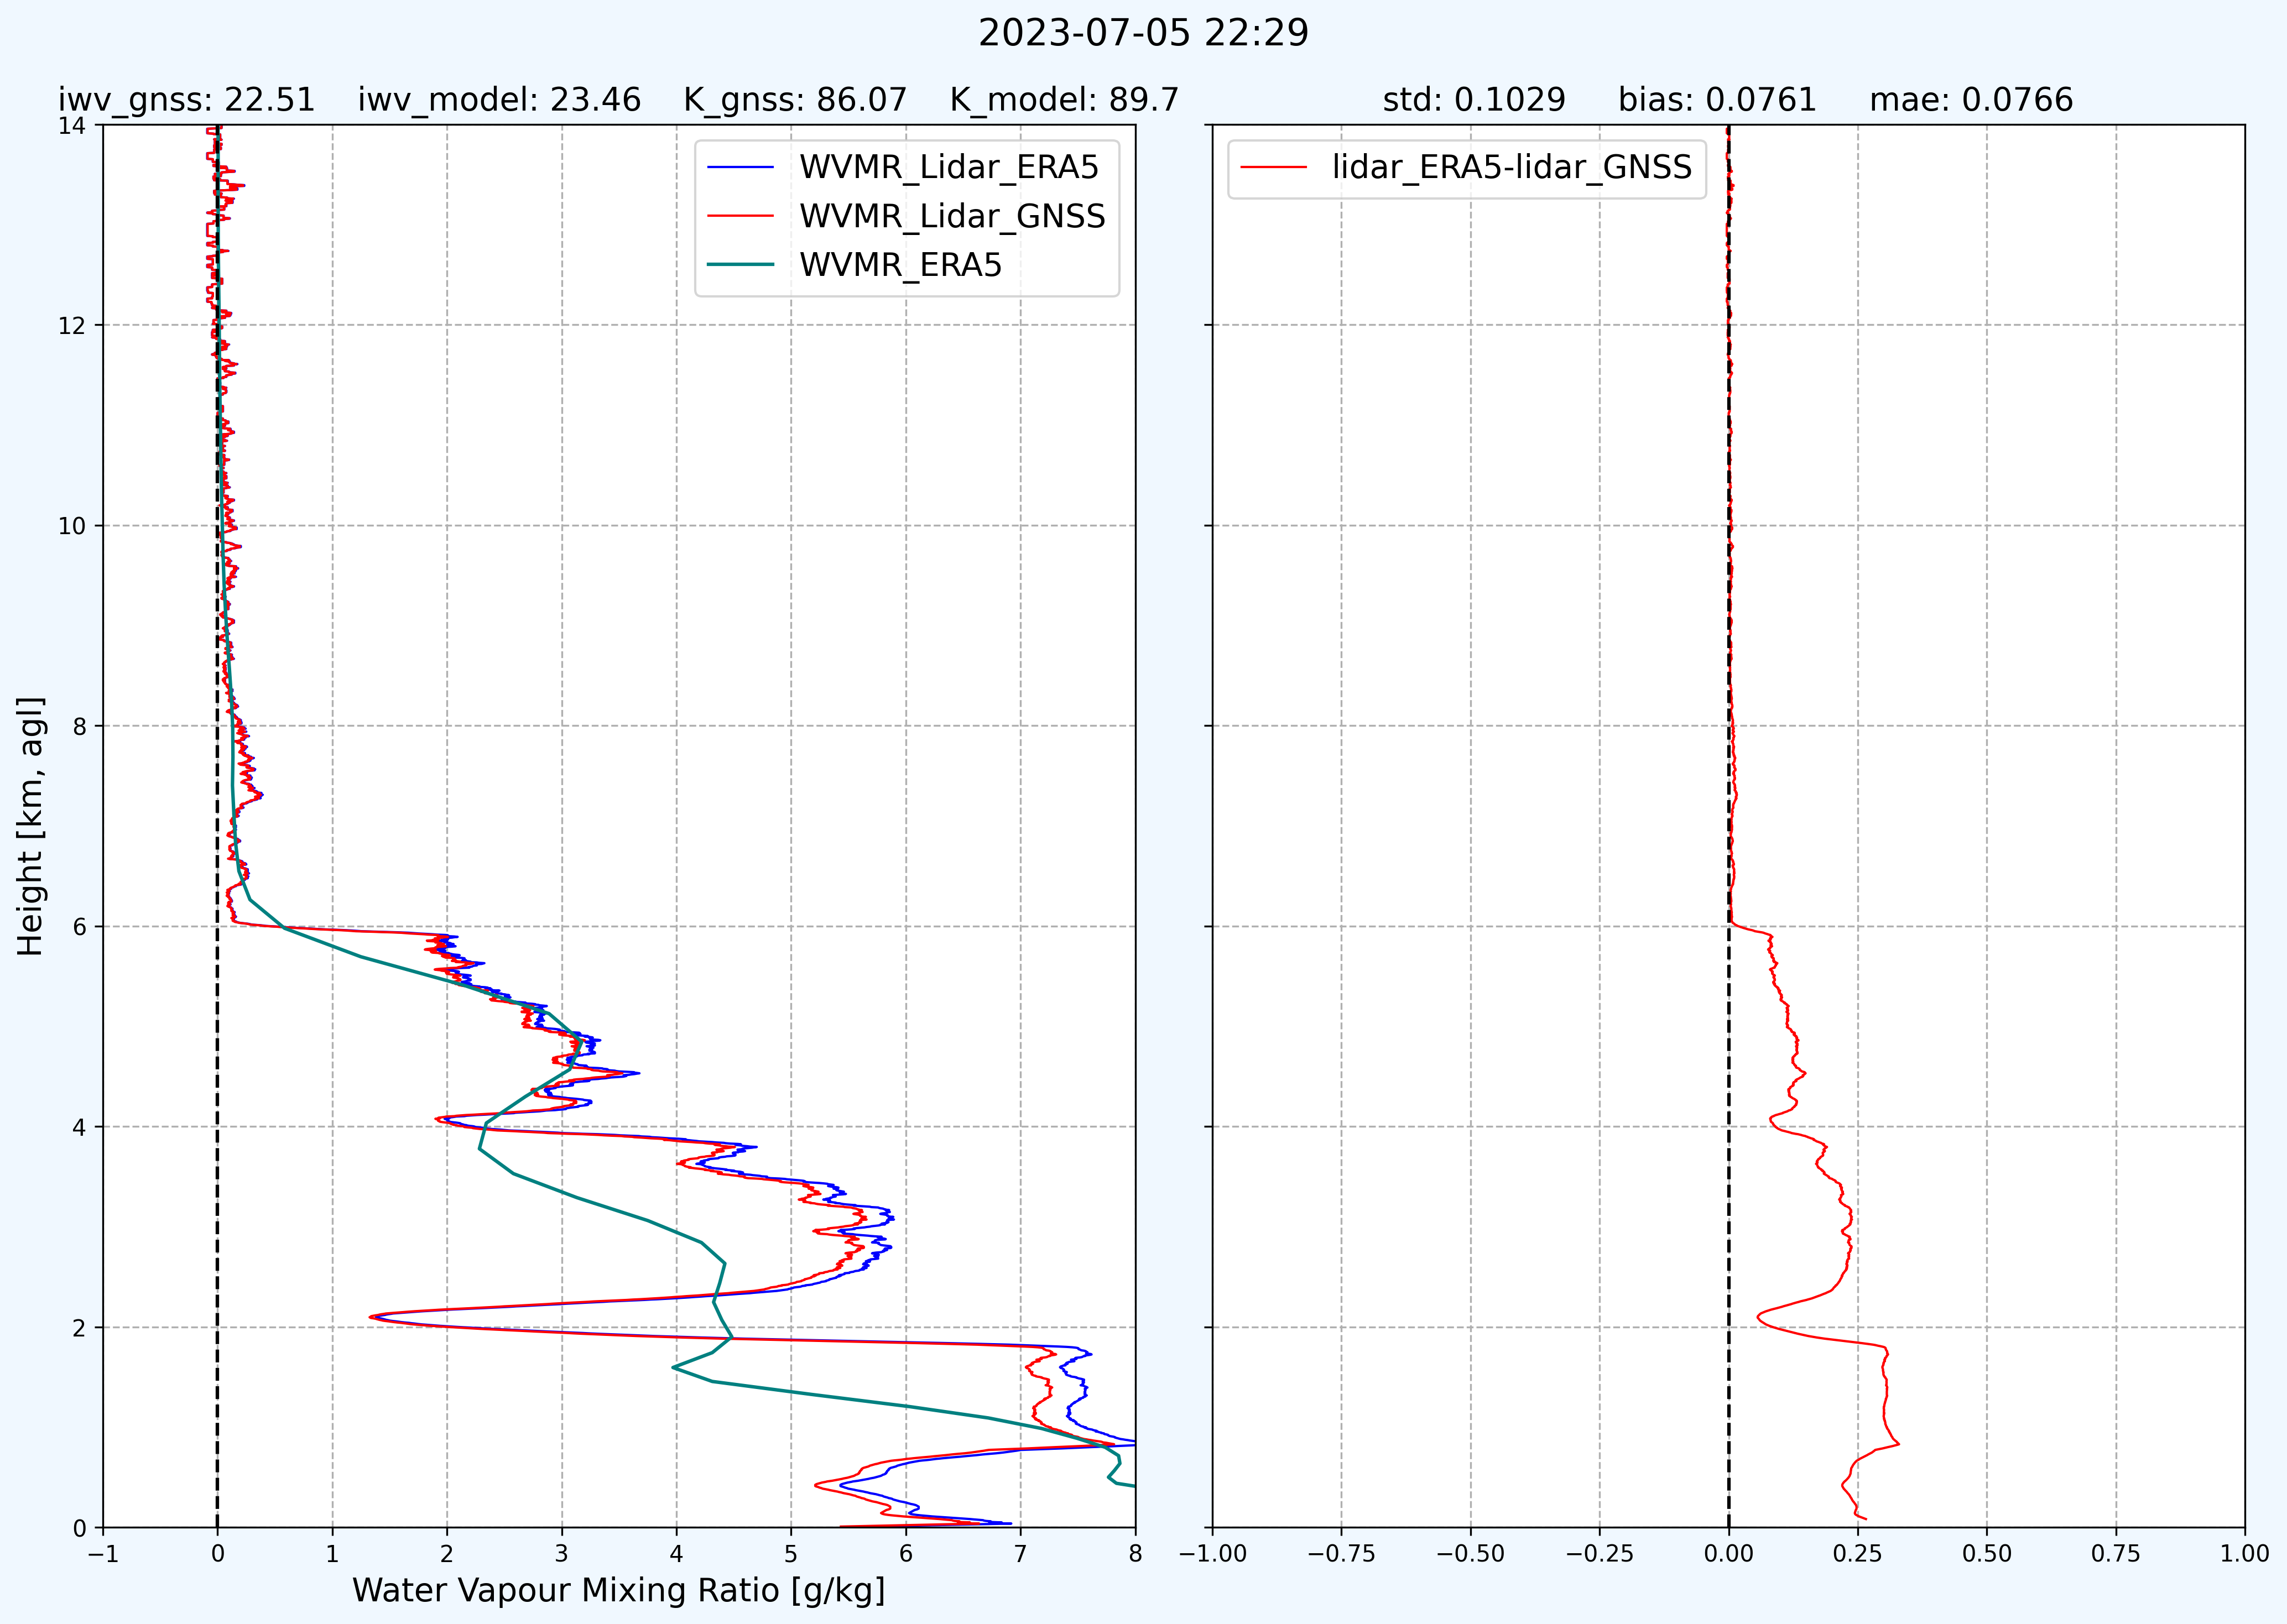 2023-07-05 22:29
iwv_gnss: 22.51 iwv_model: 23.46 K_gnss: 86.07 K_model: 89.7
std: 0.1029 bias: 0.0761 mae: 0.0766
WVMR_Lidar_ERA5
WVMR_Lidar_GNSS
WVMR_ERA5
lidar_ERA5-lidar_GNSS
Height [km, agl]
14
12
10
8
6
4
2
0
−1 0 1 2 3 4 5 6 7 8
Water Vapour Mixing Ratio [g/kg]
−1.00 −0.75 −0.50 −0.25 0.00 0.25 0.50 0.75 1.00